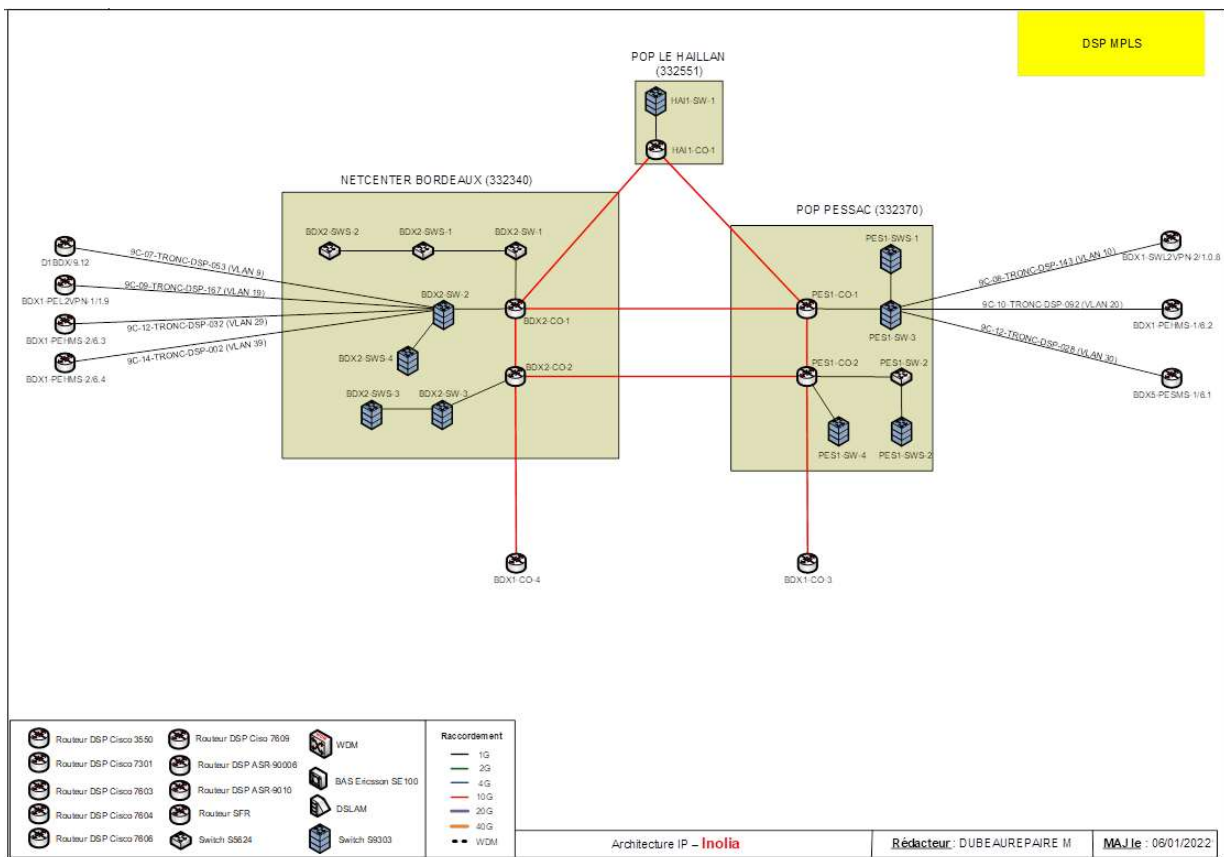 DSP MPLS
POP LE HAILLAN
(332551)
HAI1-SW-1
HAI1-CO-1
NETCENTER BORDEAUX (332340)
BDX2-SWS-2
BDX2-SWS-1
BDX2-SW-1
BDX2-SW-2
BDX2-CO-1
BDX2-SWS-4
BDX2-CO-2
BDX2-SWS-3
BDX2-SW-3
D1BDX/9.12
BDX1-PEL2VPN-1/1.9
BDX1-PEHMS-2/6.3
BDX1-PEHMS-2/6.4
9C-07-TRONC-DSP-053 (VLAN 9)
9C-09-TRONC-DSP-167 (VLAN 19)
9C-12-TRONC-DSP-032 (VLAN 29)
9C-14-TRONC-DSP-002 (VLAN 39)
POP PESSAC (332370)
PES1-SWS-1
PES1-CO-1
PES1-SW-3
PES1-CO-2
PES1-SW-2
PES1-SW-4
PES1-SWS-2
9C-08-TRONC-DSP-143 (VLAN 10)
9C-10-TRONC-DSP-092 (VLAN 20)
9C-12-TRONC-DSP-028 (VLAN 30)
BDX1-SWL2VPN-2/1.0.8
BDX1-PEHMS-1/6.2
BDX5-PESMS-1/6.1
BDX1-CO-4
BDX1-CO-3
Routeur DSP Cisco 3550
Routeur DSP Cisco 7301
Routeur DSP Cisco 7603
Routeur DSP Cisco 7604
Routeur DSP Cisco 7606
Routeur DSP Ciso 7609
Routeur DSP ASR-90006
Routeur DSP ASR-9010
Routeur SFR
Switch S5624
WDM
BAS Ericsson SE100
DSLAM
Switch S9303
Raccordement
1G
2G
4G
10G
20G
40G
WDM
Architecture IP – Inolia
Rédacteur : DUBEAUREPAIRE M
MAJ le : 06/01/2022